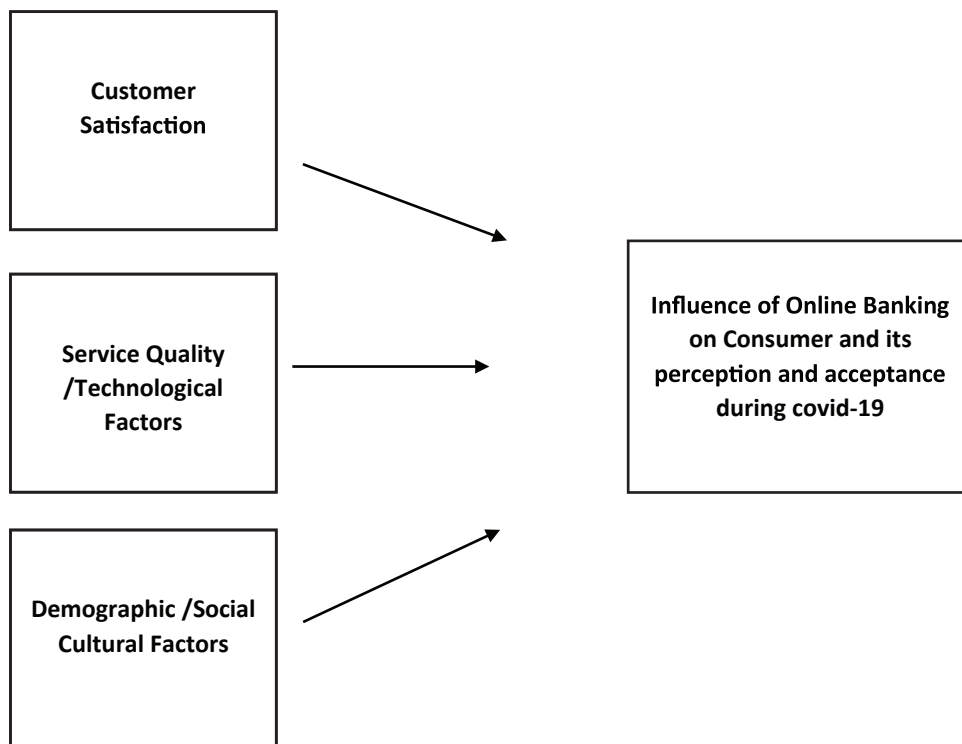 Customer
Satisfaction
Service Quality
/Technological
Factors
Demographic /Social
Cultural Factors
Influence of Online Banking
on Consumer and its
perception and acceptance
during covid-19